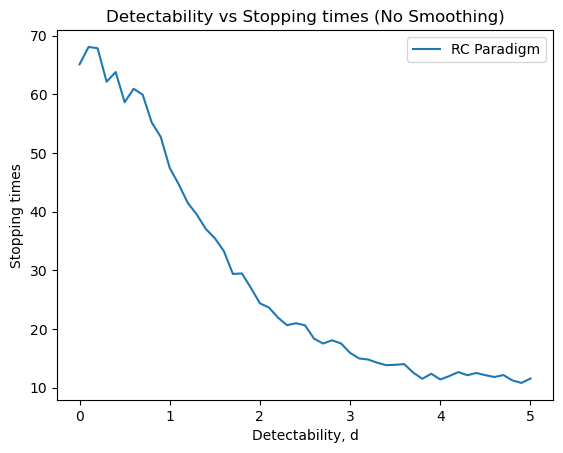 Detectability vs Stopping times (No Smoothing)
RC Paradigm
70
60
50
40
30
20
10
Stopping times
0 1 2 3 4 5
Detectability, d